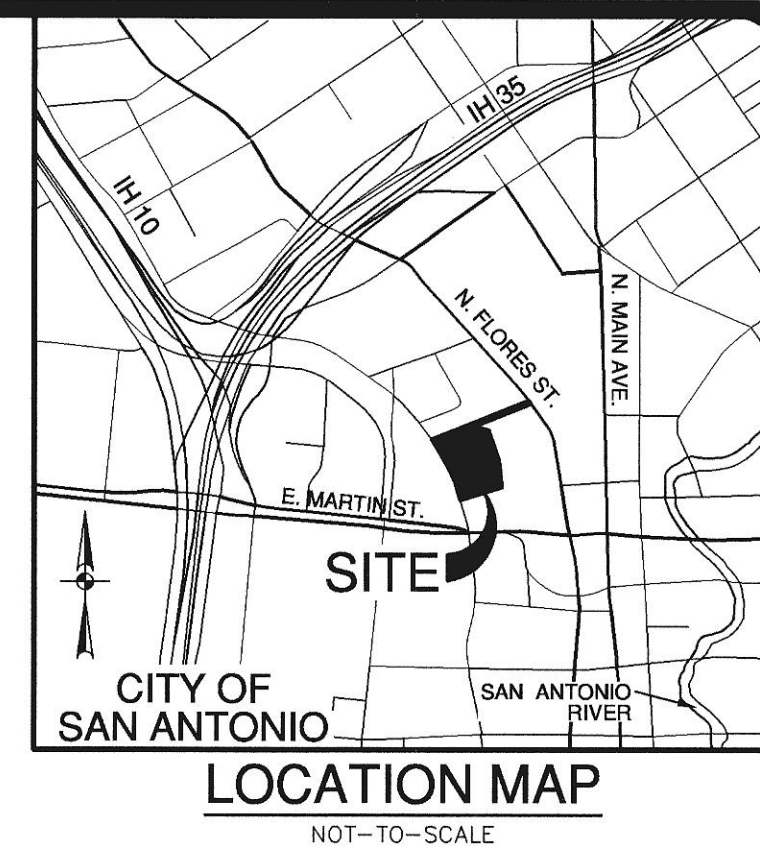 IH 35
IH 10
N. FLORES ST.
N. MAIN AVE.
E. MARTIN ST.
SITE
CITY OF
SAN ANTONIO
SAN ANTONIO
RIVER
LOCATION MAP
NOT-TO-SCALE